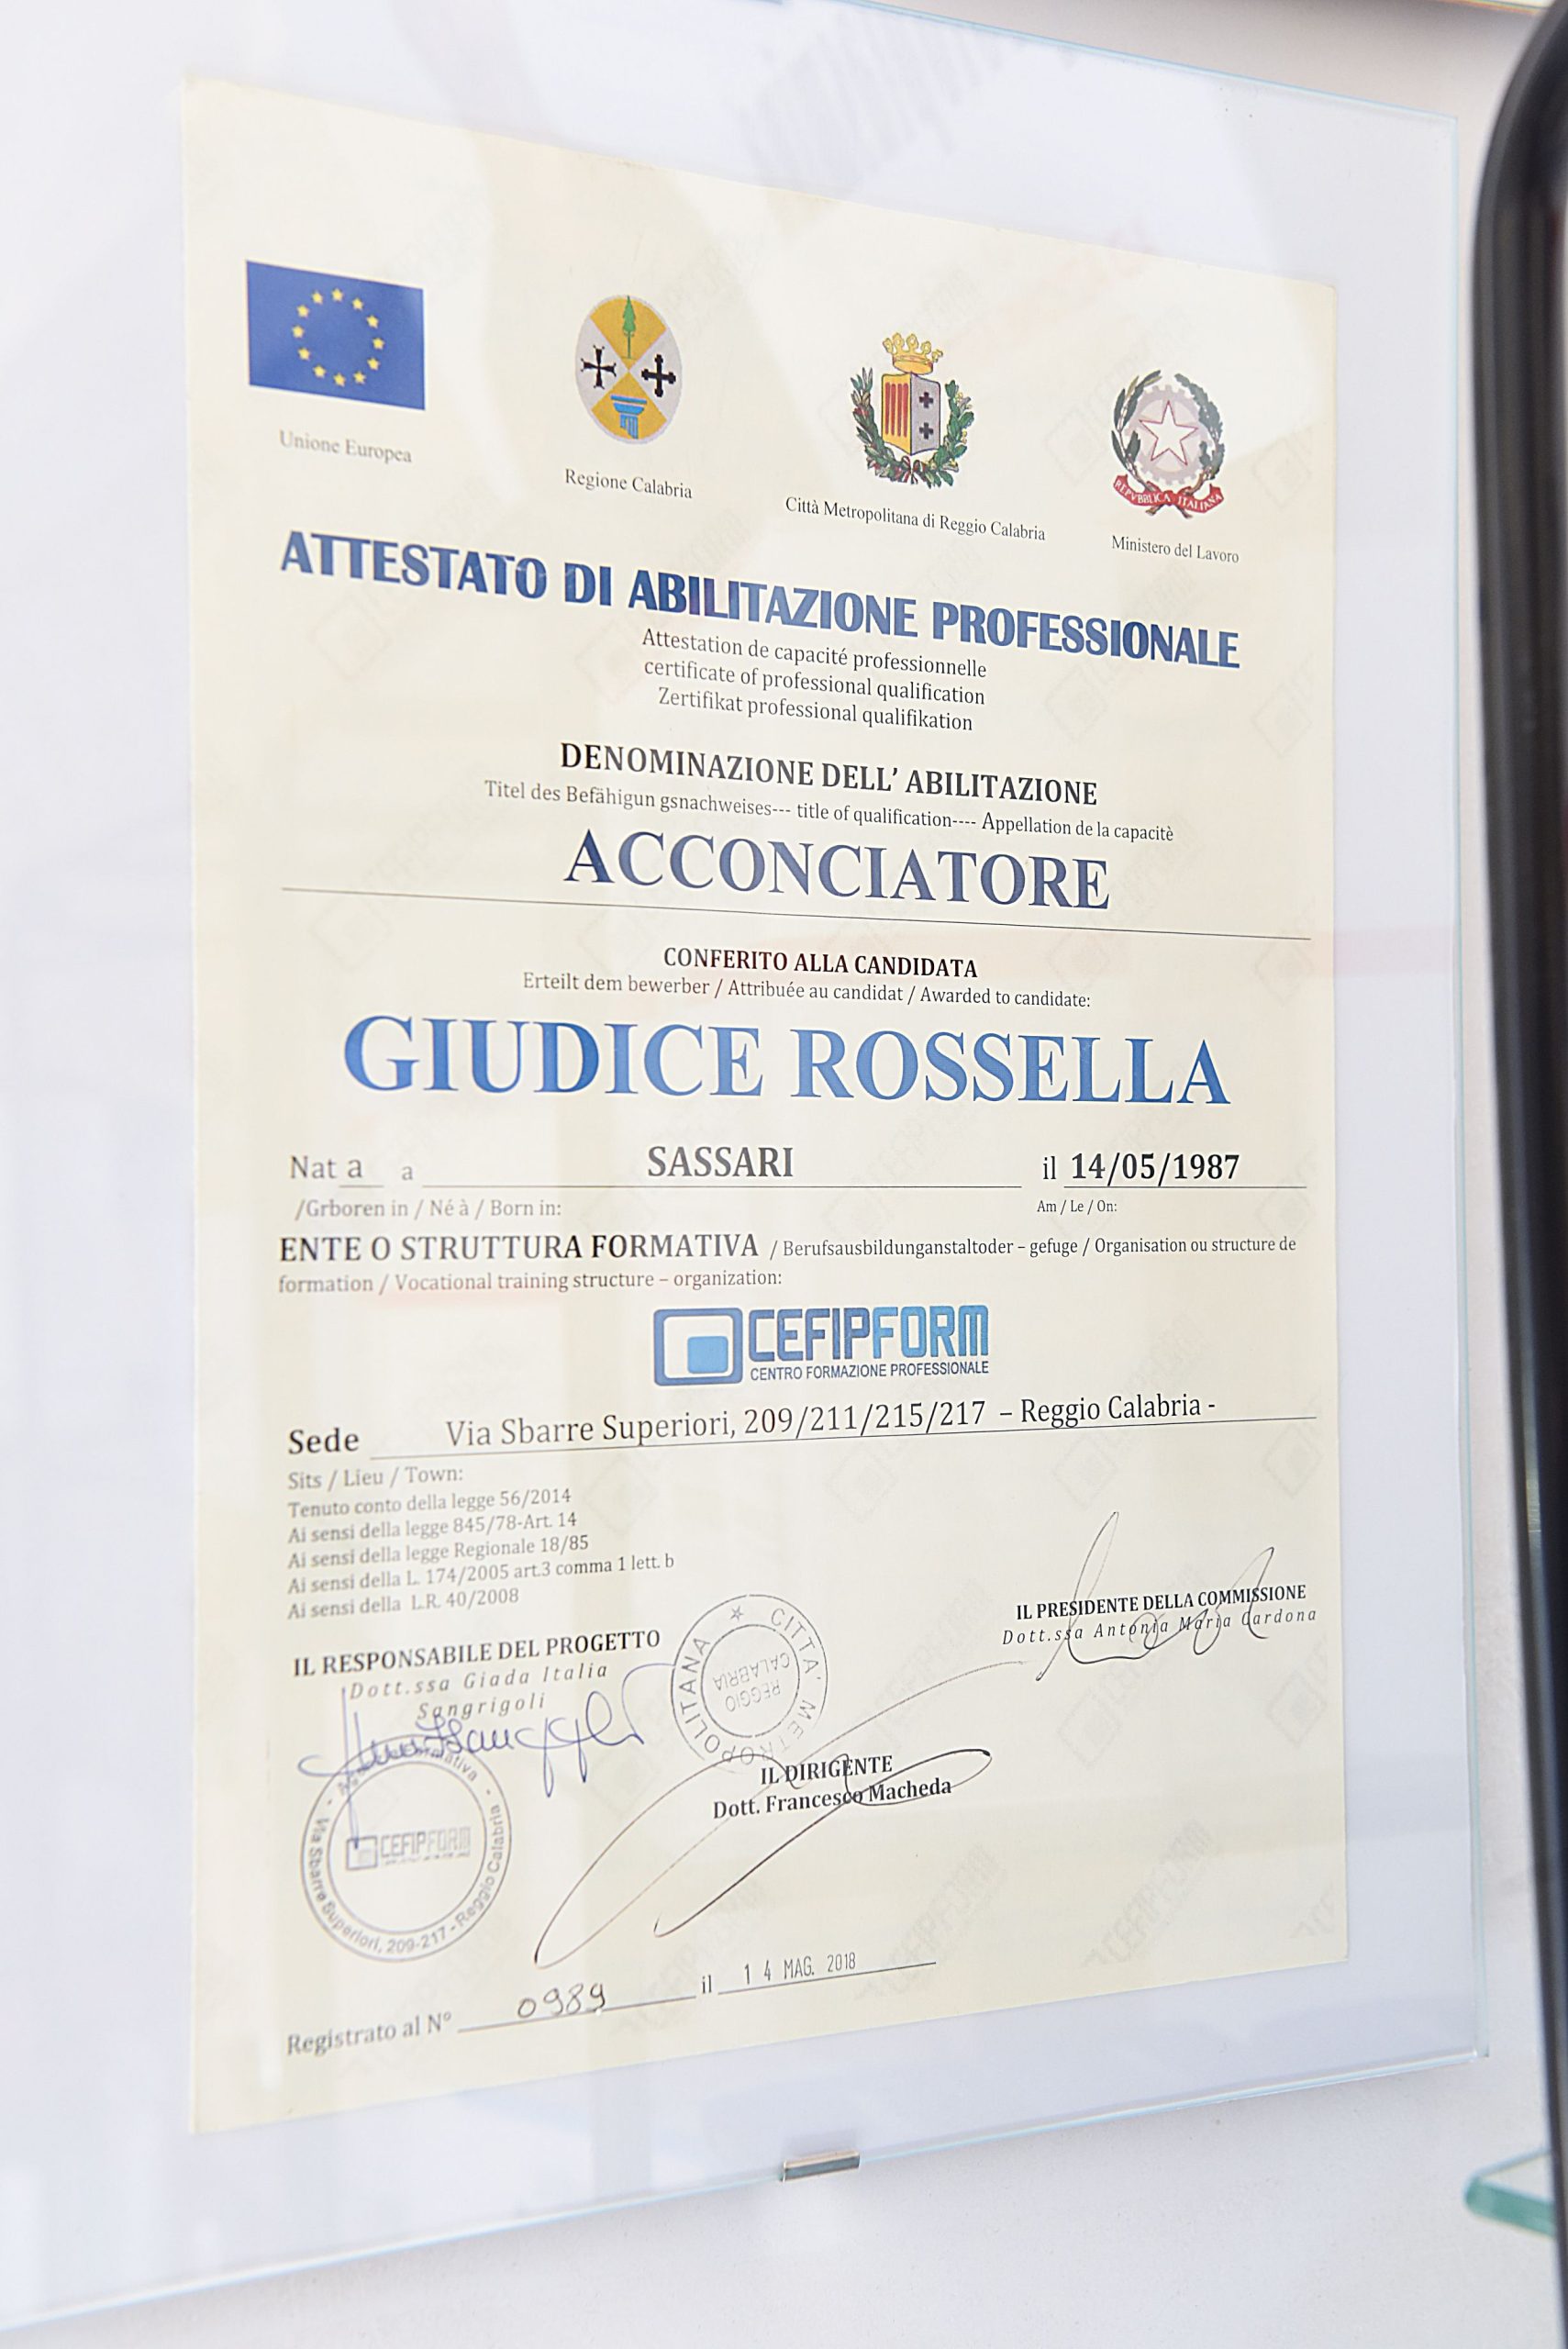 Unione Europea
Regione Calabria
Città Metropolitana di Reggio Calabria
REPVBBLICA ITALIANA
Ministero del Lavoro
ATTESTATO DI ABILITAZIONE PROFESSIONALE
Attestation de capacité professionnelle
certificate of professional qualification
Zertifikat professional qualifikation
DENOMINAZIONE DELL' ABILITAZIONE
Titel des Befähigun gsnachweises--- title of qualification---- Appellation de la capacitè
ACCONCIATORE
CONFERITO ALLA CANDIDATA
Erteilt dem bewerber / Attribuée au candidat / Awarded to candidate:
GIUDICE ROSSELLA
Nat a a SASSARI il 14/05/1987
/Grboren in / Né à / Born in: Am / Le / On:
ENTE O STRUTTURA FORMATIVA / Berufsausbildunganstaltoder – gefuge / Organisation ou structure de
formation / Vocational training structure – organization:
CEFIPFORM
CENTRO FORMAZIONE PROFESSIONALE
Sede Via Sbarre Superiori, 209/211/215/217 – Reggio Calabria -
Sits / Lieu / Town:
Tenuto conto della legge 56/2014
Ai sensi della legge 845/78-Art. 14
Ai sensi della legge Regionale 18/85
Ai sensi della L. 174/2005 art.3 comma 1 lett. b
Ai sensi della L.R. 40/2008
IL PRESIDENTE DELLA COMMISSIONE
Dott.ssa Antonia Maria Cardona
IL RESPONSABILE DEL PROGETTO
Dott.ssa Giada Italia
Sangrigoli
CITTA' METROPOLITANA
REGGIO
CALABRIA
IL DIRIGENTE
Dott. Francesco Macheda
CEFIPFORM
Via Sbarre Superiori, 209-217 - Reggio Calabria
Registrato al N° 0989 il 14 MAG. 2018